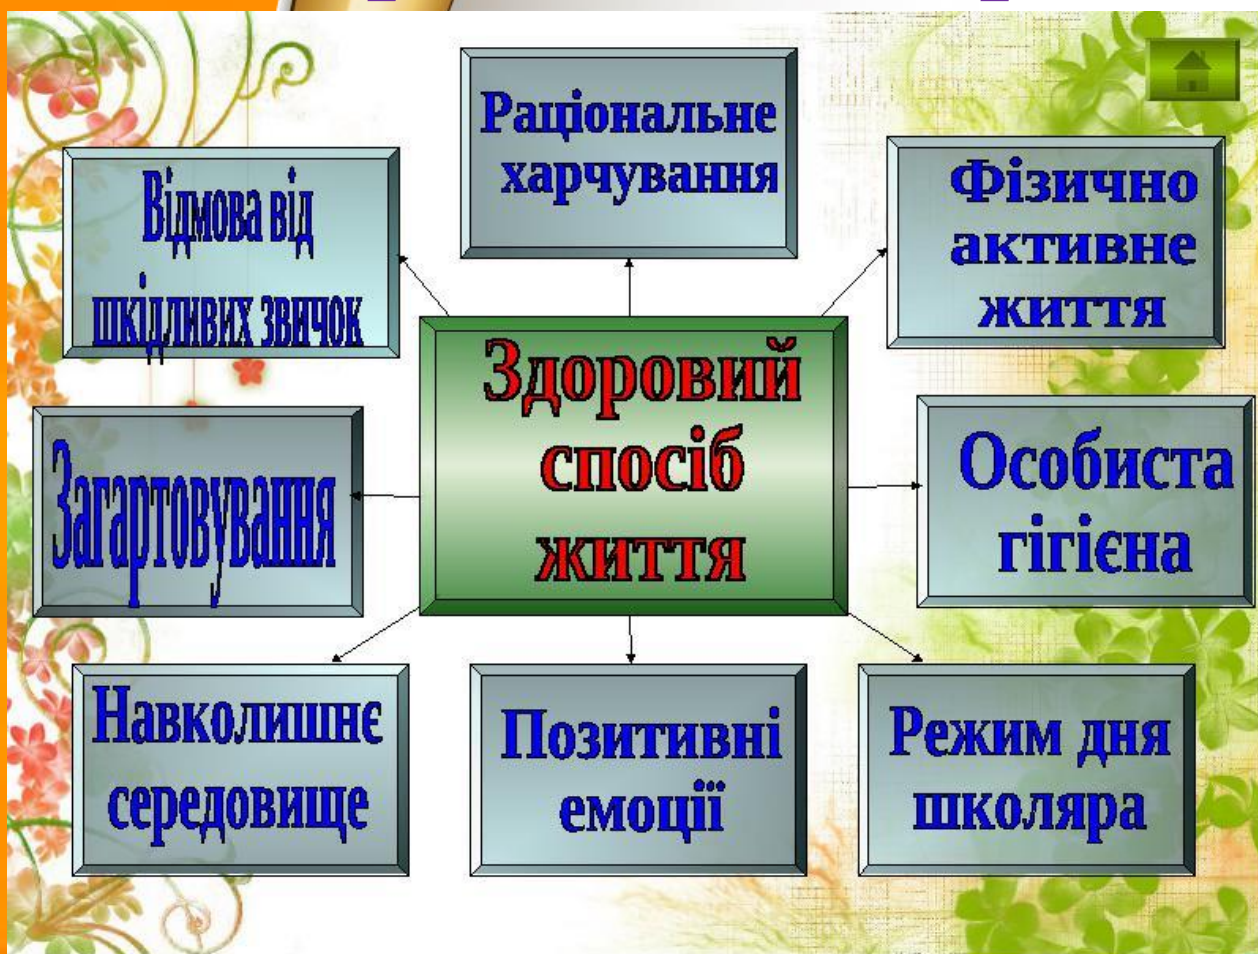 Раціональне
харчування
Відмова від
шкідливих звичок
Фізично
активне
життя
Здоровий
спосіб
життя
Загартовування
Особиста
гігієна
Навколишнє
середовище
Позитивні
емоції
Режим дня
школяра